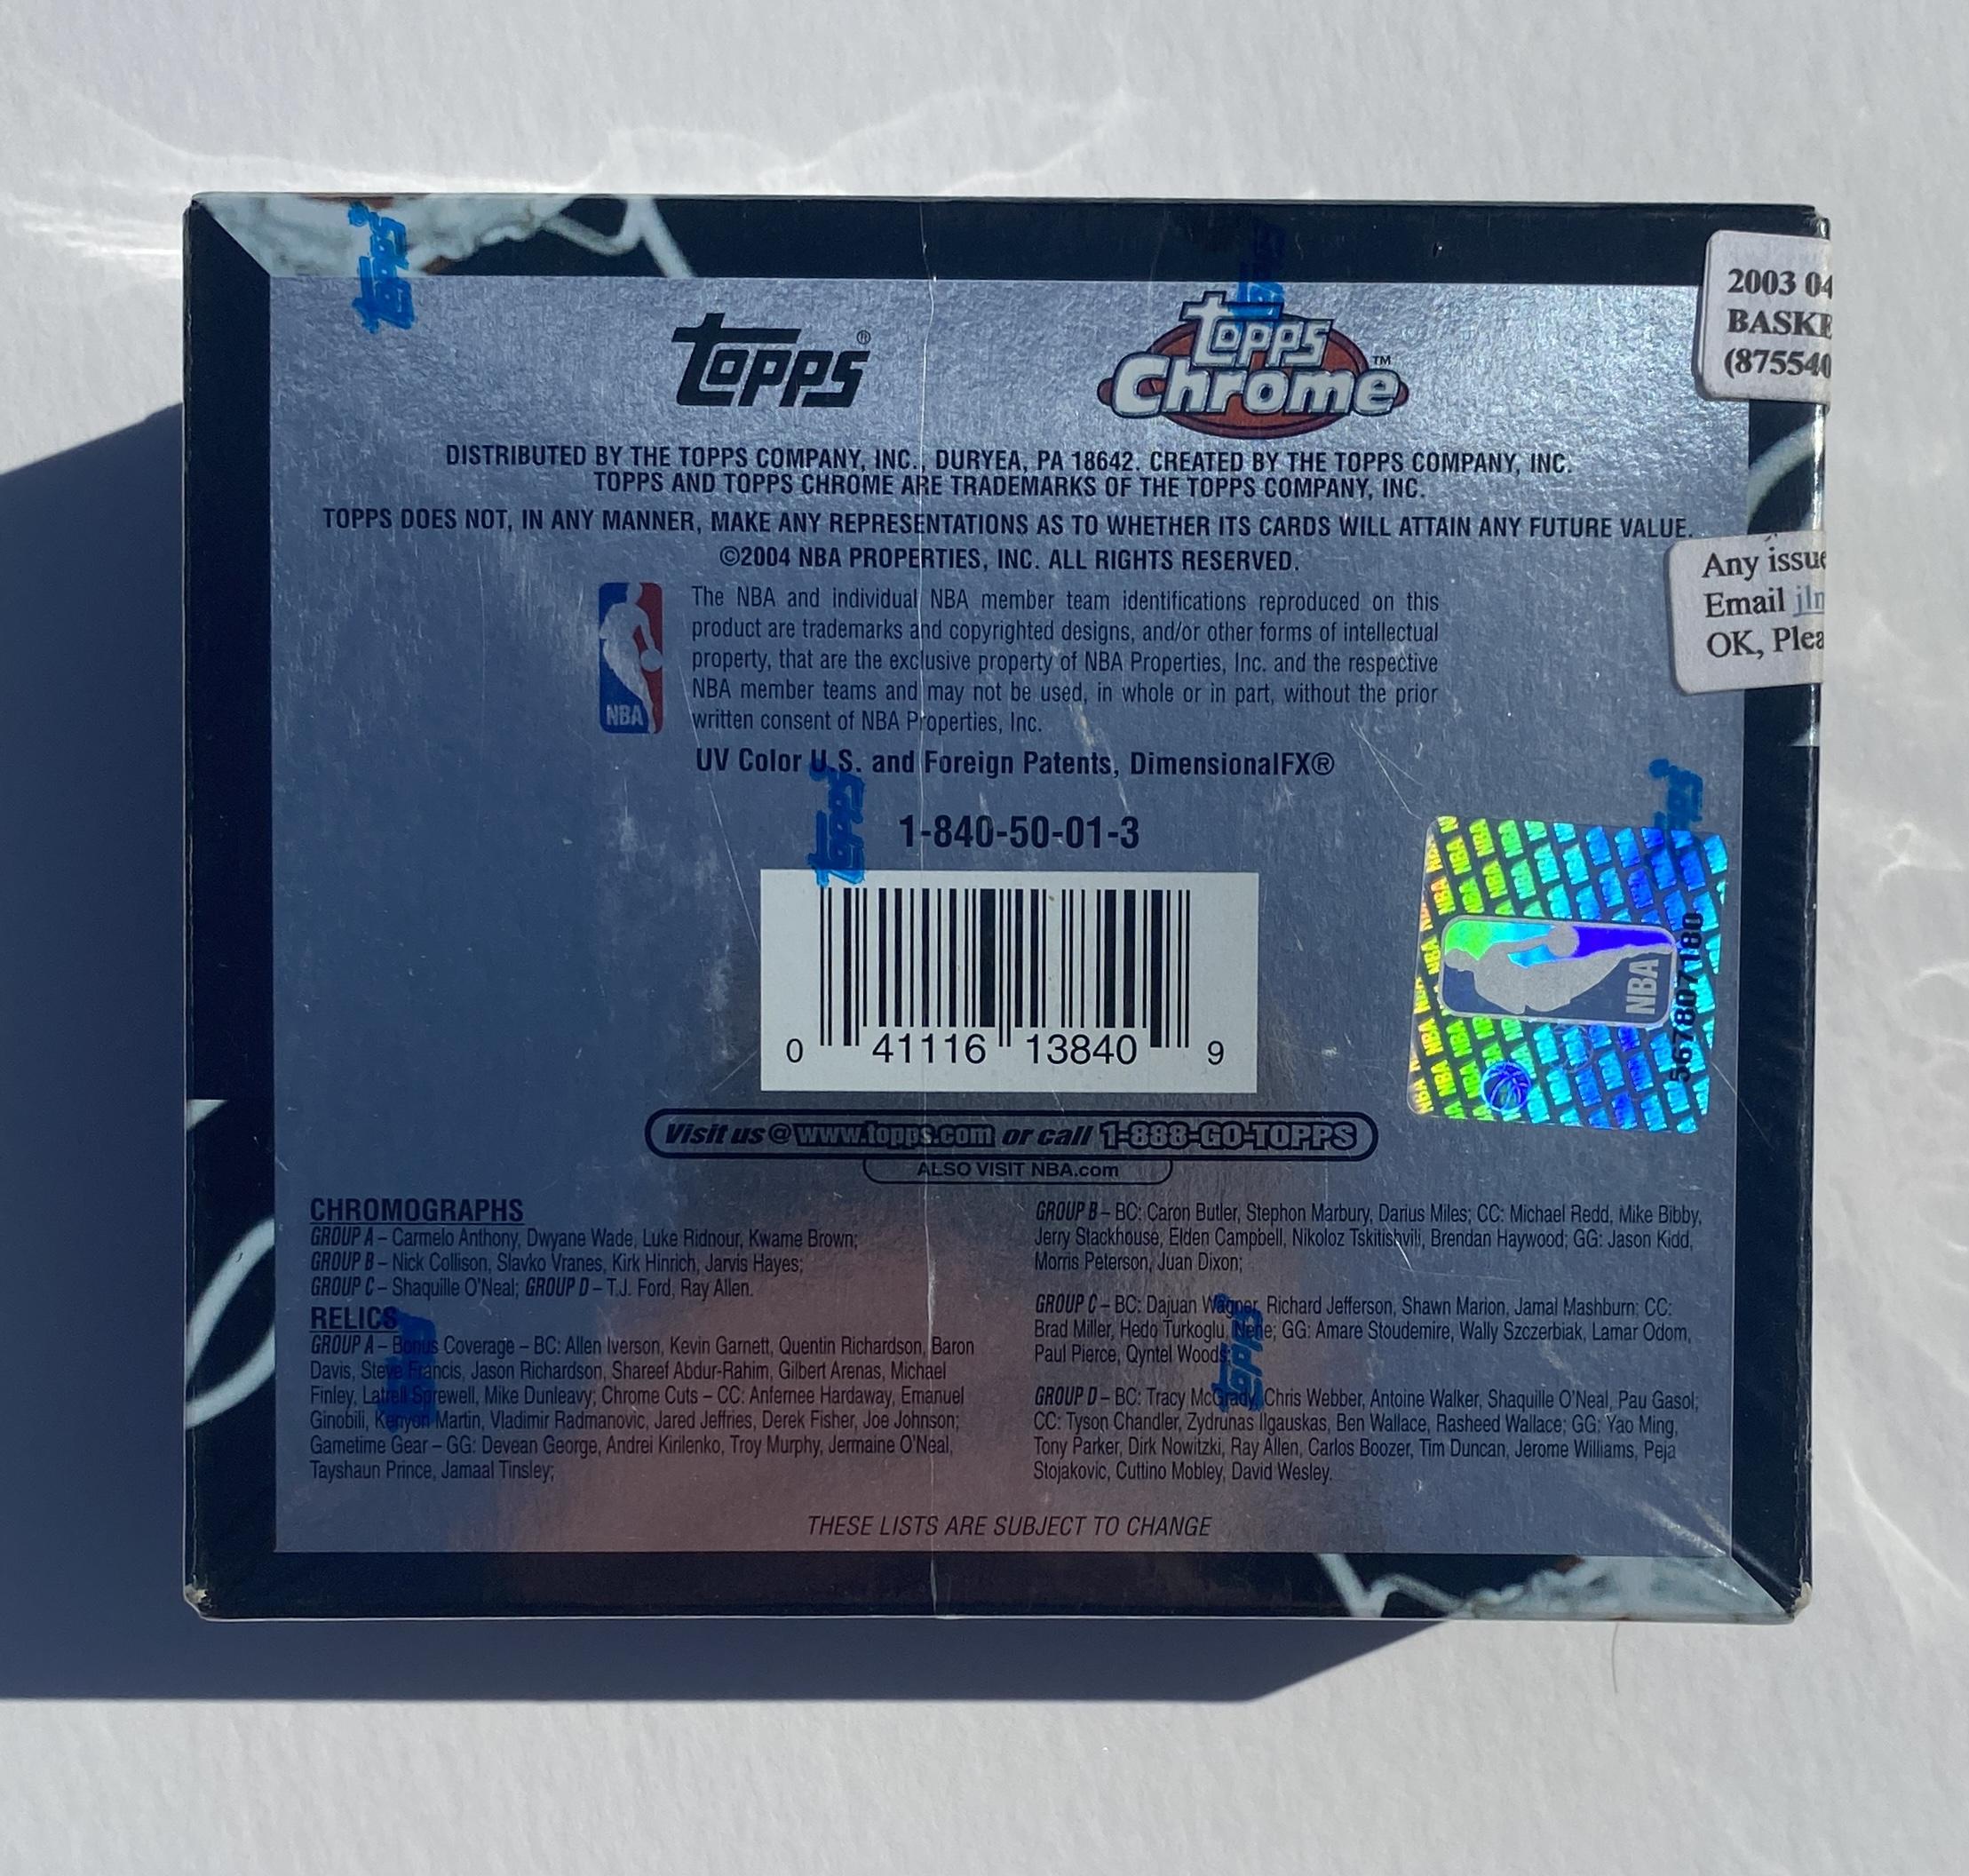 Topps
topps®
topps
Topps
topps
Chrome™
2003 04
BASKE
(875540
DISTRIBUTED BY THE TOPPS COMPANY, INC., DURYEA, PA 18642. CREATED BY THE TOPPS COMPANY, INC.
TOPPS AND TOPPS CHROME ARE TRADEMARKS OF THE TOPPS COMPANY, INC.
TOPPS DOES NOT, IN ANY MANNER, MAKE ANY REPRESENTATIONS AS TO WHETHER ITS CARDS WILL ATTAIN ANY FUTURE VALUE.
©2004 NBA PROPERTIES, INC. ALL RIGHTS RESERVED.
Any issue
Email
OK, Plea
The NBA and individual NBA member team identifications reproduced on this
product are trademarks and copyrighted designs, and/or other forms of intellectual
property, that are the exclusive property of NBA Properties, Inc. and the respective
NBA member teams and may not be used, in whole or in part, without the prior
written consent of NBA Properties, Inc.
NBA
UV Color U.S. and Foreign Patents, DimensionalFX®
topps
topps
1-840-50-01-3
0 41116 13840 9
NBA
567807180
Visit us @ www.topps.com or call 1-888-GO-TOPPS
ALSO VISIT NBA.com
CHROMOGRAPHS
GROUP A – Carmelo Anthony, Dwyane Wade, Luke Ridnour, Kwame Brown;
GROUP B – Nick Collison, Slavko Vranes, Kirk Hinrich, Jarvis Hayes;
GROUP C – Shaquille O'Neal; GROUP D – T.J. Ford, Ray Allen.
RELICS
GROUP A – Bonus Coverage – BC: Allen Iverson, Kevin Garnett, Quentin Richardson, Baron
Davis, Steve Francis, Jason Richardson, Shareef Abdur-Rahim, Gilbert Arenas, Michael
Finley, Latrell Sprewell, Mike Dunleavy; Chrome Cuts – CC: Anfernee Hardaway, Emanuel
Ginobili, Kenyon Martin, Vladimir Radmanovic, Jared Jeffries, Derek Fisher, Joe Johnson;
Gametime Gear – GG: Devean George, Andrei Kirilenko, Troy Murphy, Jermaine O'Neal,
Tayshaun Prince, Jamaal Tinsley;
GROUP B – BC: Caron Butler, Stephon Marbury, Darius Miles; CC: Michael Redd, Mike Bibby,
Jerry Stackhouse, Elden Campbell, Nikoloz Tskitishvili, Brendan Haywood; GG: Jason Kidd,
Morris Peterson, Juan Dixon;
GROUP C – BC: Dajuan Wagner, Richard Jefferson, Shawn Marion, Jamal Mashburn; CC:
Brad Miller, Hedo Turkoglu, Nene; GG: Amare Stoudemire, Wally Szczerbiak, Lamar Odom,
Paul Pierce, Qyntel Woods;
topps
GROUP D – BC: Tracy McGrady, Chris Webber, Antoine Walker, Shaquille O'Neal, Pau Gasol;
CC: Tyson Chandler, Zydrunas Ilgauskas, Ben Wallace, Rasheed Wallace; GG: Yao Ming,
Tony Parker, Dirk Nowitzki, Ray Allen, Carlos Boozer, Tim Duncan, Jerome Williams, Peja
Stojakovic, Cuttino Mobley, David Wesley.
THESE LISTS ARE SUBJECT TO CHANGE